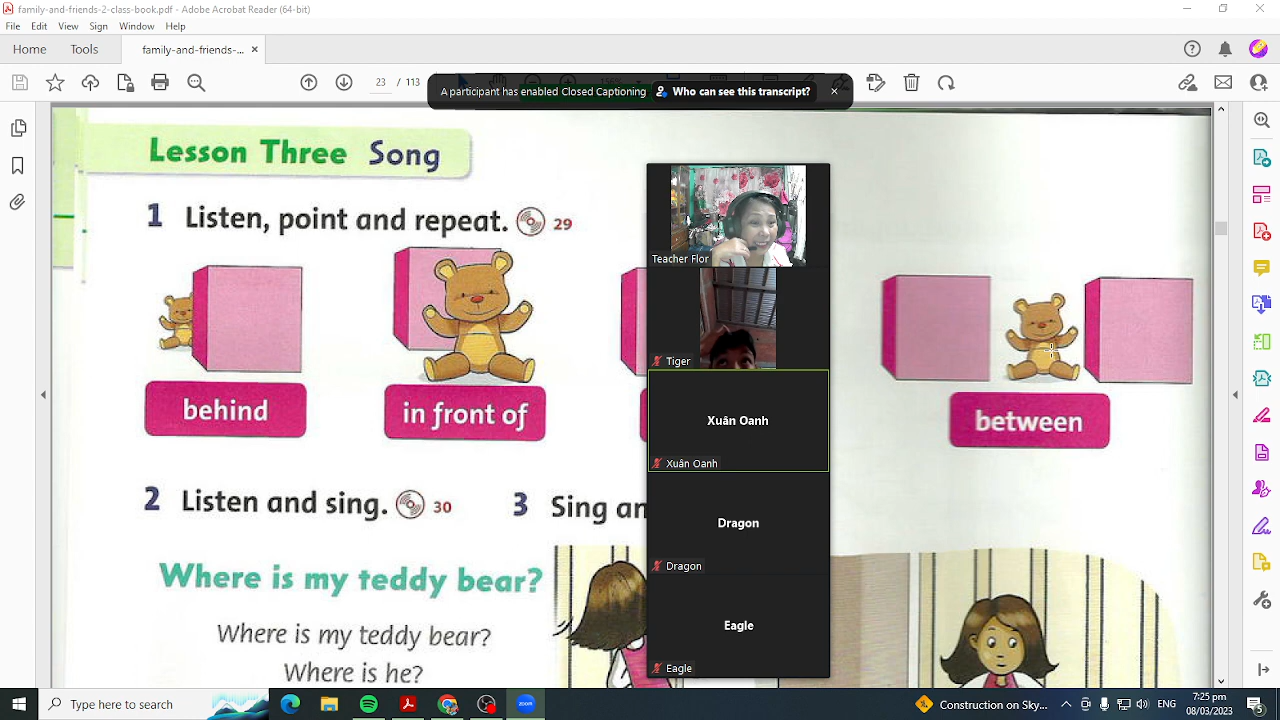 family-and-friends-2-class-book.pdf - Adobe Acrobat Reader (64-bit)
File Edit View Sign Window Help
Home Tools family-and-friends-... ×
23 / 113
A participant has enabled Closed Captioning Who can see this transcript? ×
Lesson Three Song
1 Listen, point and repeat. 29
behind
in front of
between
2 Listen and sing. 30
3 Sing an
Where is my teddy bear?
Where is my teddy bear?
Where is he?
Teacher Flor
Tiger
Xuân Oanh
Xuân Oanh
Dragon
Dragon
Eagle
Eagle
Type here to search
zoom
Construction on Sky...
ENG
7:25 pm
08/03/2023